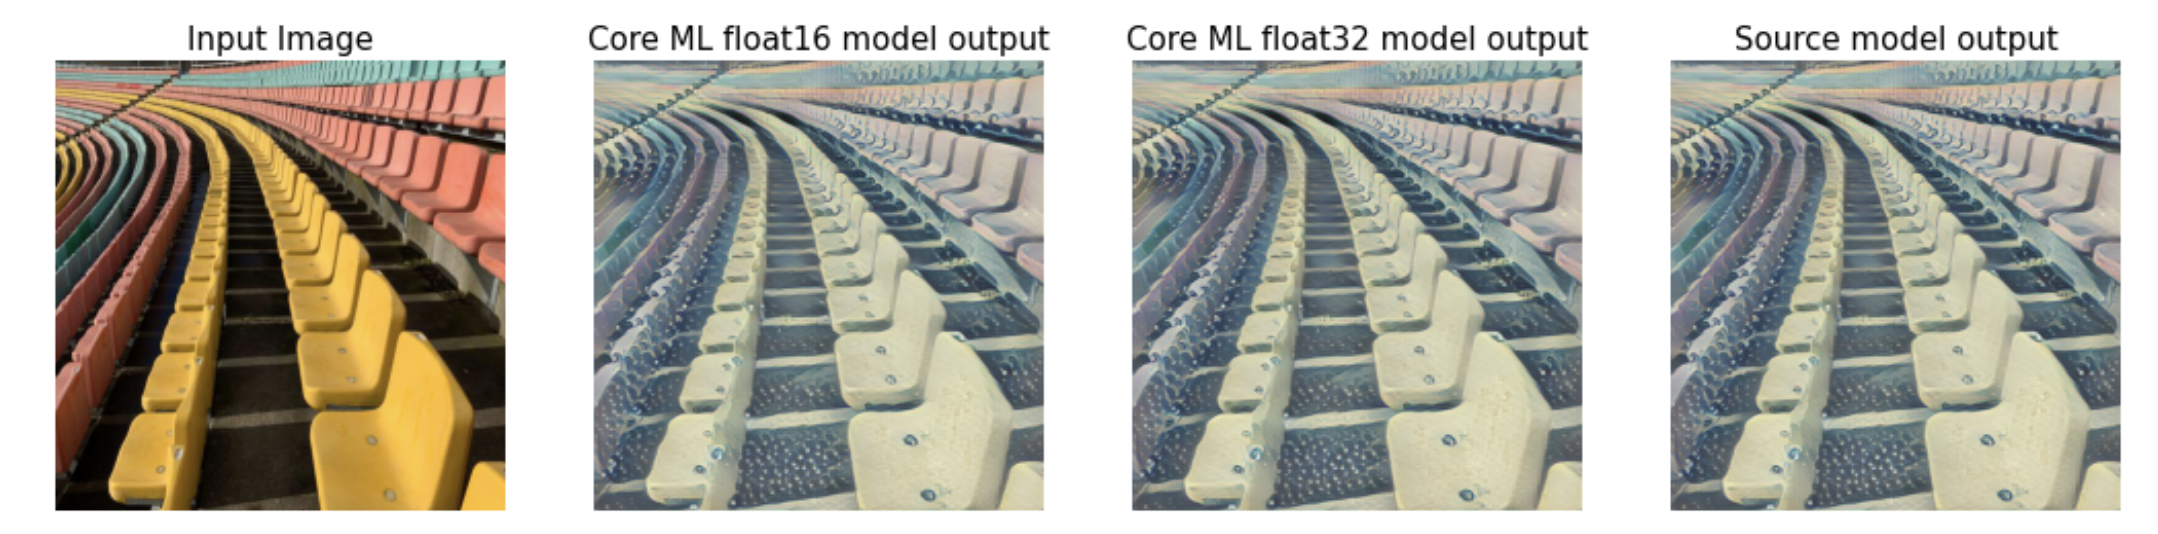 Input Image
Core ML float16 model output
Core ML float32 model output
Source model output